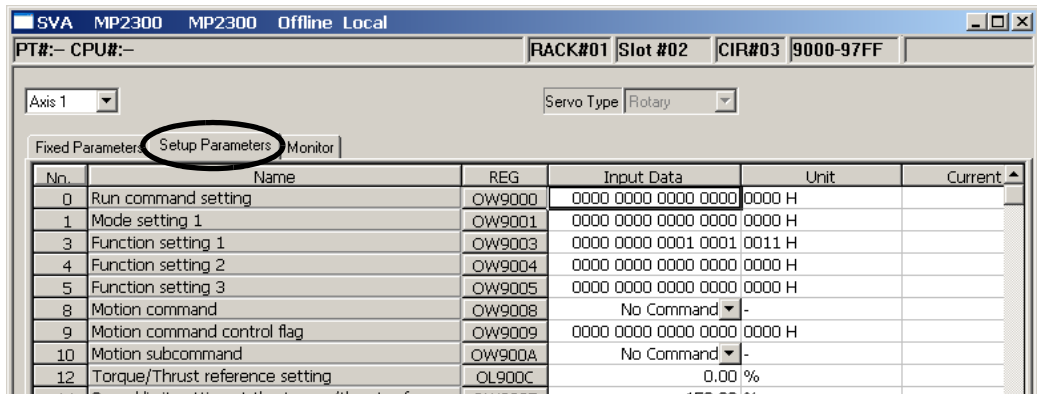 SVA MP2300 MP2300 Offline Local
PT#:– CPU#:– RACK#01 Slot #02 CIR#03 9000-97FF
Axis 1 Servo Type Rotary
Fixed Parameters Setup Parameters Monitor
No. Name REG Input Data Unit Current
0 Run command setting OW9000 0000 0000 0000 0000 0000 H
1 Mode setting 1 OW9001 0000 0000 0000 0000 0000 H
3 Function setting 1 OW9003 0000 0000 0001 0001 0011 H
4 Function setting 2 OW9004 0000 0000 0000 0000 0000 H
5 Function setting 3 OW9005 0000 0000 0000 0000 0000 H
8 Motion command OW9008 No Command -
9 Motion command control flag OW9009 0000 0000 0000 0000 0000 H
10 Motion subcommand OW900A No Command -
12 Torque/Thrust reference setting OL900C 0.00 %